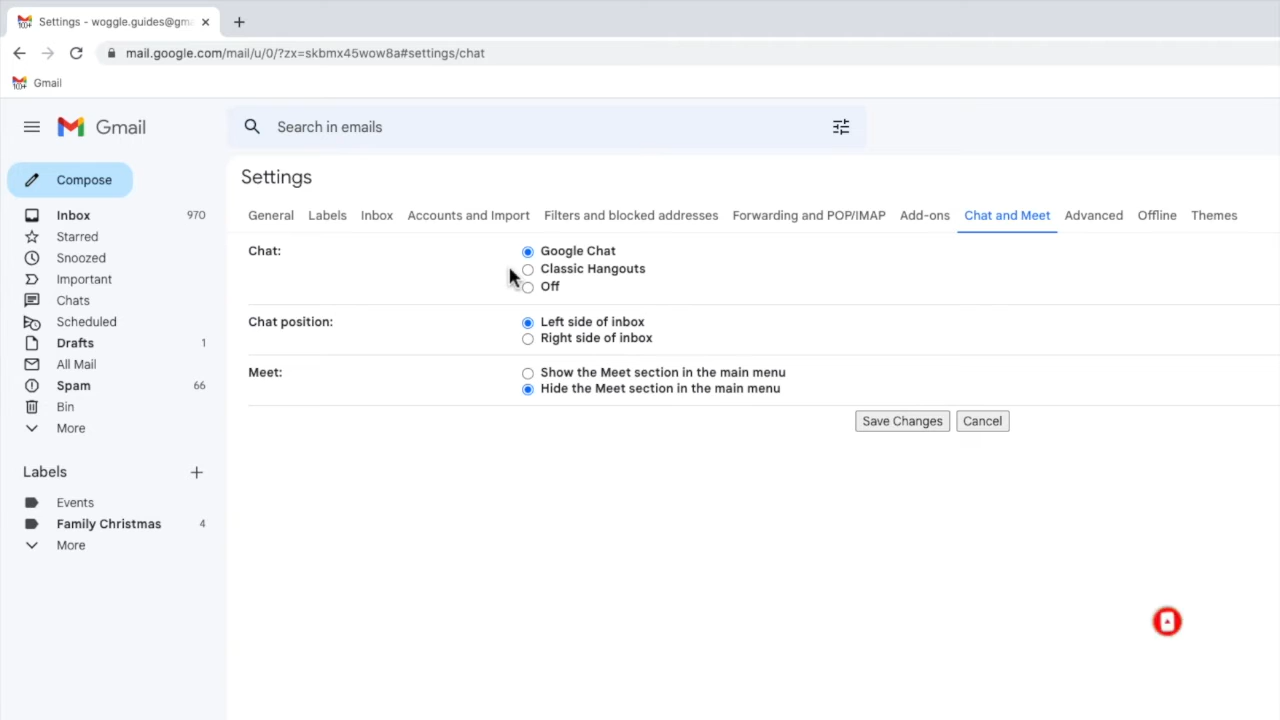 Settings - woggle.guides@gm
mail.google.com/mail/u/0/?zx=skbmx45wow8a#settings/chat
Gmail
Gmail
Search in emails
Compose
Settings
General Labels Inbox Accounts and Import Filters and blocked addresses Forwarding and POP/IMAP Add-ons Chat and Meet Advanced Offline Themes
Inbox 970
Starred
Snoozed
Important
Chats
Scheduled
Drafts 1
All Mail
Spam 66
Bin
More
Labels
Events
Family Christmas 4
More
Chat: Google Chat
Classic Hangouts
Off
Chat position: Left side of inbox
Right side of inbox
Meet: Show the Meet section in the main menu
Hide the Meet section in the main menu
Save Changes Cancel